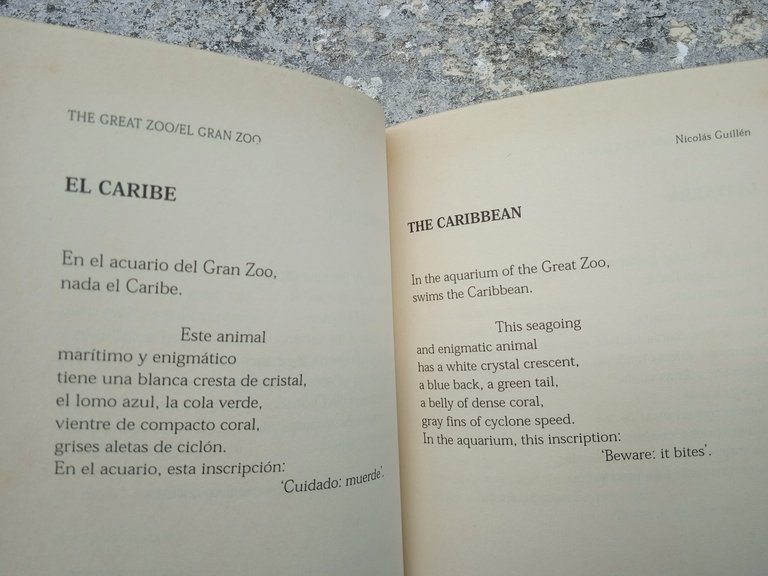 THE GREAT ZOO/EL GRAN ZOO
EL CARIBE
En el acuario del Gran Zoo,
nada el Caribe.
Este animal
marítimo y enigmático
tiene una blanca cresta de cristal,
el lomo azul, la cola verde,
vientre de compacto coral,
grises aletas de ciclón.
En el acuario, esta inscripción:
‘Cuidado: muerde’.
Nicolás Guillén
THE CARIBBEAN
In the aquarium of the Great Zoo,
swims the Caribbean.
This seagoing
and enigmatic animal
has a white crystal crescent,
a blue back, a green tail,
a belly of dense coral,
gray fins of cyclone speed.
In the aquarium, this inscription:
‘Beware: it bites’.